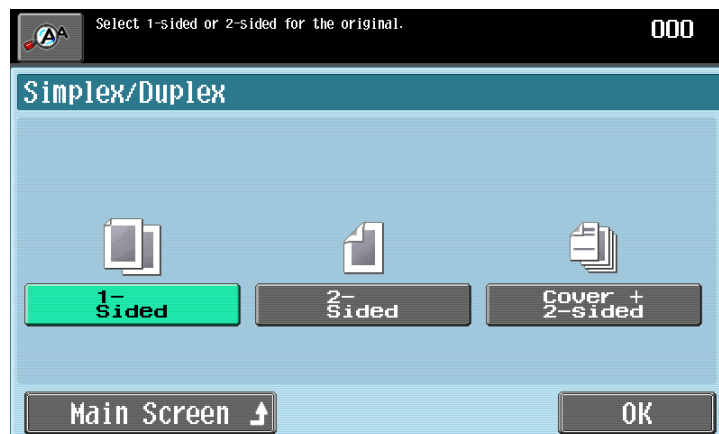 Select 1-sided or 2-sided for the original.
000
Simplex/Duplex
1-
Sided
2-
Sided
Cover +
2-sided
Main Screen
OK